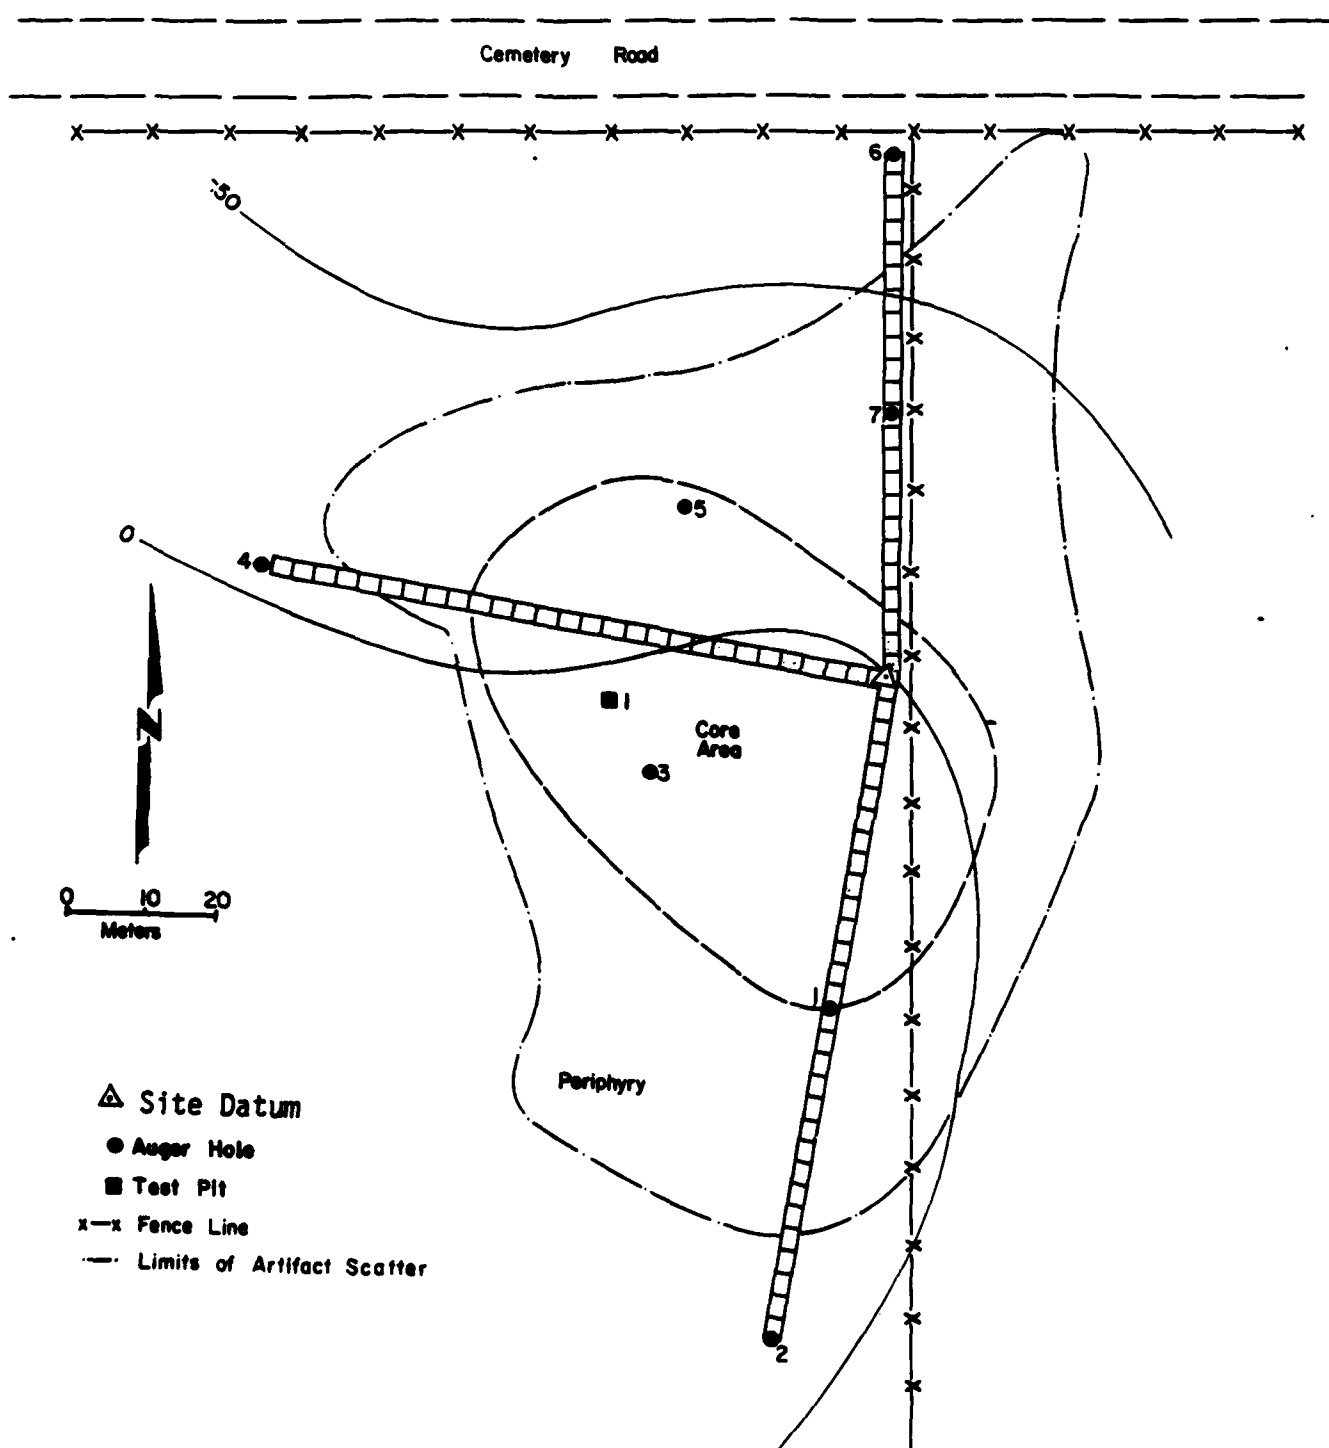 Cemetery Road
6
-50
7
5
0
4
1
Core
Area
3
N
0 10 20
Meters
1
Periphyry
Site Datum
Auger Hole
Test Pit
x—x Fence Line
Limits of Artifact Scatter
2